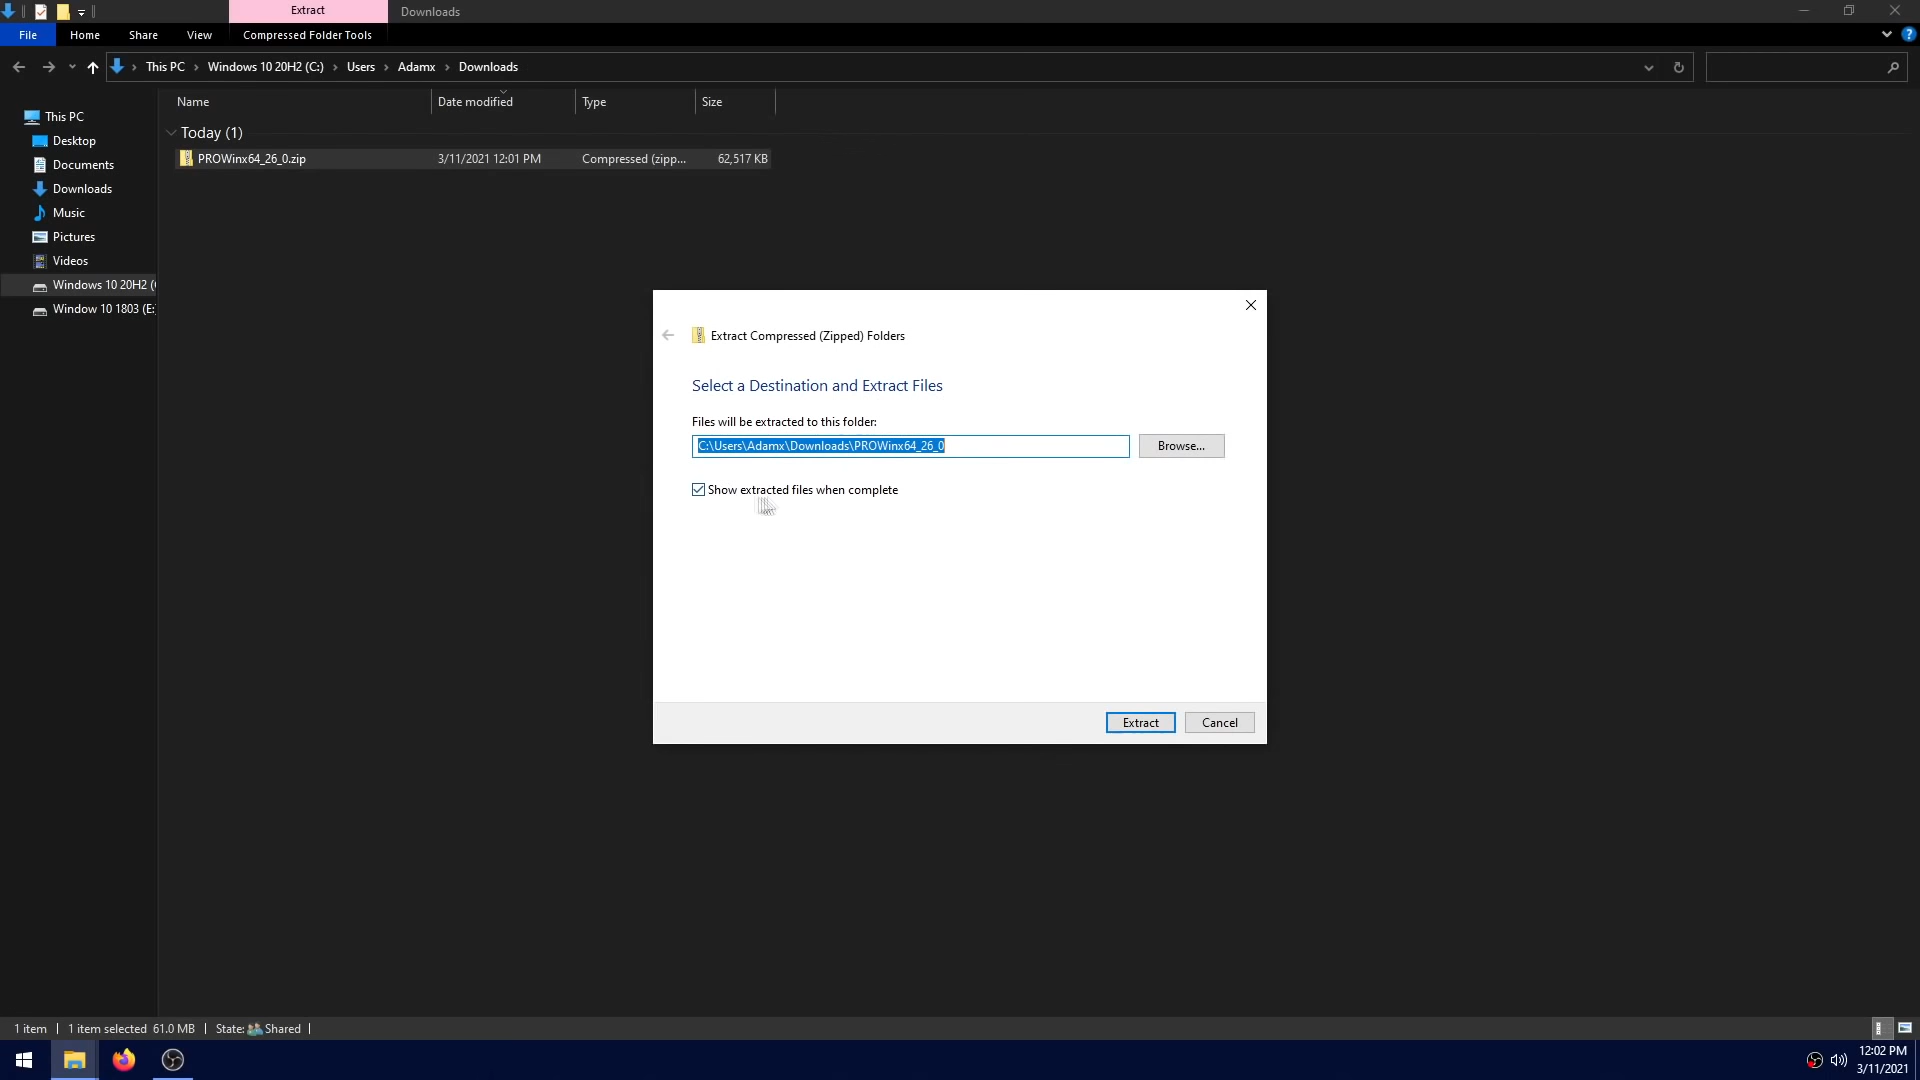 Extract
Downloads
File
Home
Share
View
Compressed Folder Tools
This PC
Windows 10 20H2 (C:)
Users
Adamx
Downloads
Name
Date modified
Type
Size
This PC
Desktop
Documents
Downloads
Music
Pictures
Videos
Windows 10 20H2 (
Window 10 1803 (E:
Today (1)
PROWinx64_26_0.zip
3/11/2021 12:01 PM
Compressed (zipp...
62,517 KB
Extract Compressed (Zipped) Folders
Select a Destination and Extract Files
Files will be extracted to this folder:
C:\Users\Adamx\Downloads\PROWinx64_26_0
Browse...
Show extracted files when complete
Extract
Cancel
1 item
1 item selected 61.0 MB
State: Shared
12:02 PM
3/11/2021